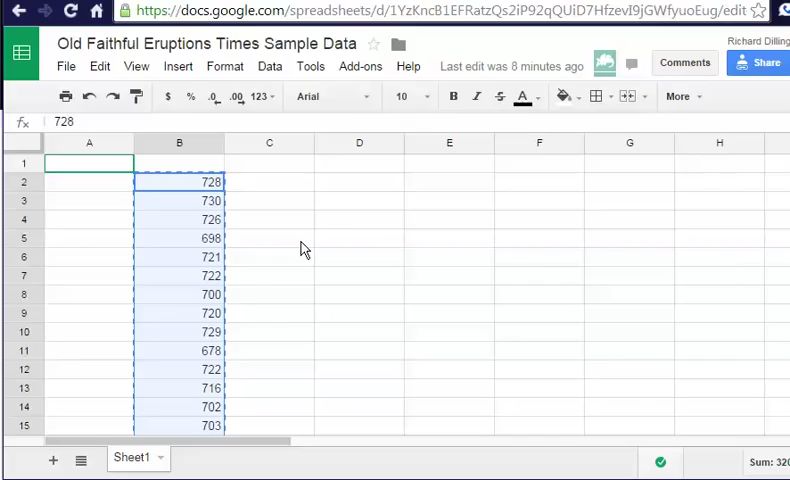 https://docs.google.com/spreadsheets/d/1YzKncB1EFRatzQs2iP92qQUiD7HfzevI9jGWfyuoEug/edit
Old Faithful Eruptions Times Sample Data
Richard Dilling
File Edit View Insert Format Data Tools Add-ons Help Last edit was 8 minutes ago Comments Share
$ % .0 .00 123 Arial 10 B I S A More
fx 728
A B C D E F G H
1
2 728
3 730
4 726
5 698
6 721
7 722
8 700
9 720
10 729
11 678
12 722
13 716
14 702
15 703
+ Sheet1 Sum: 320